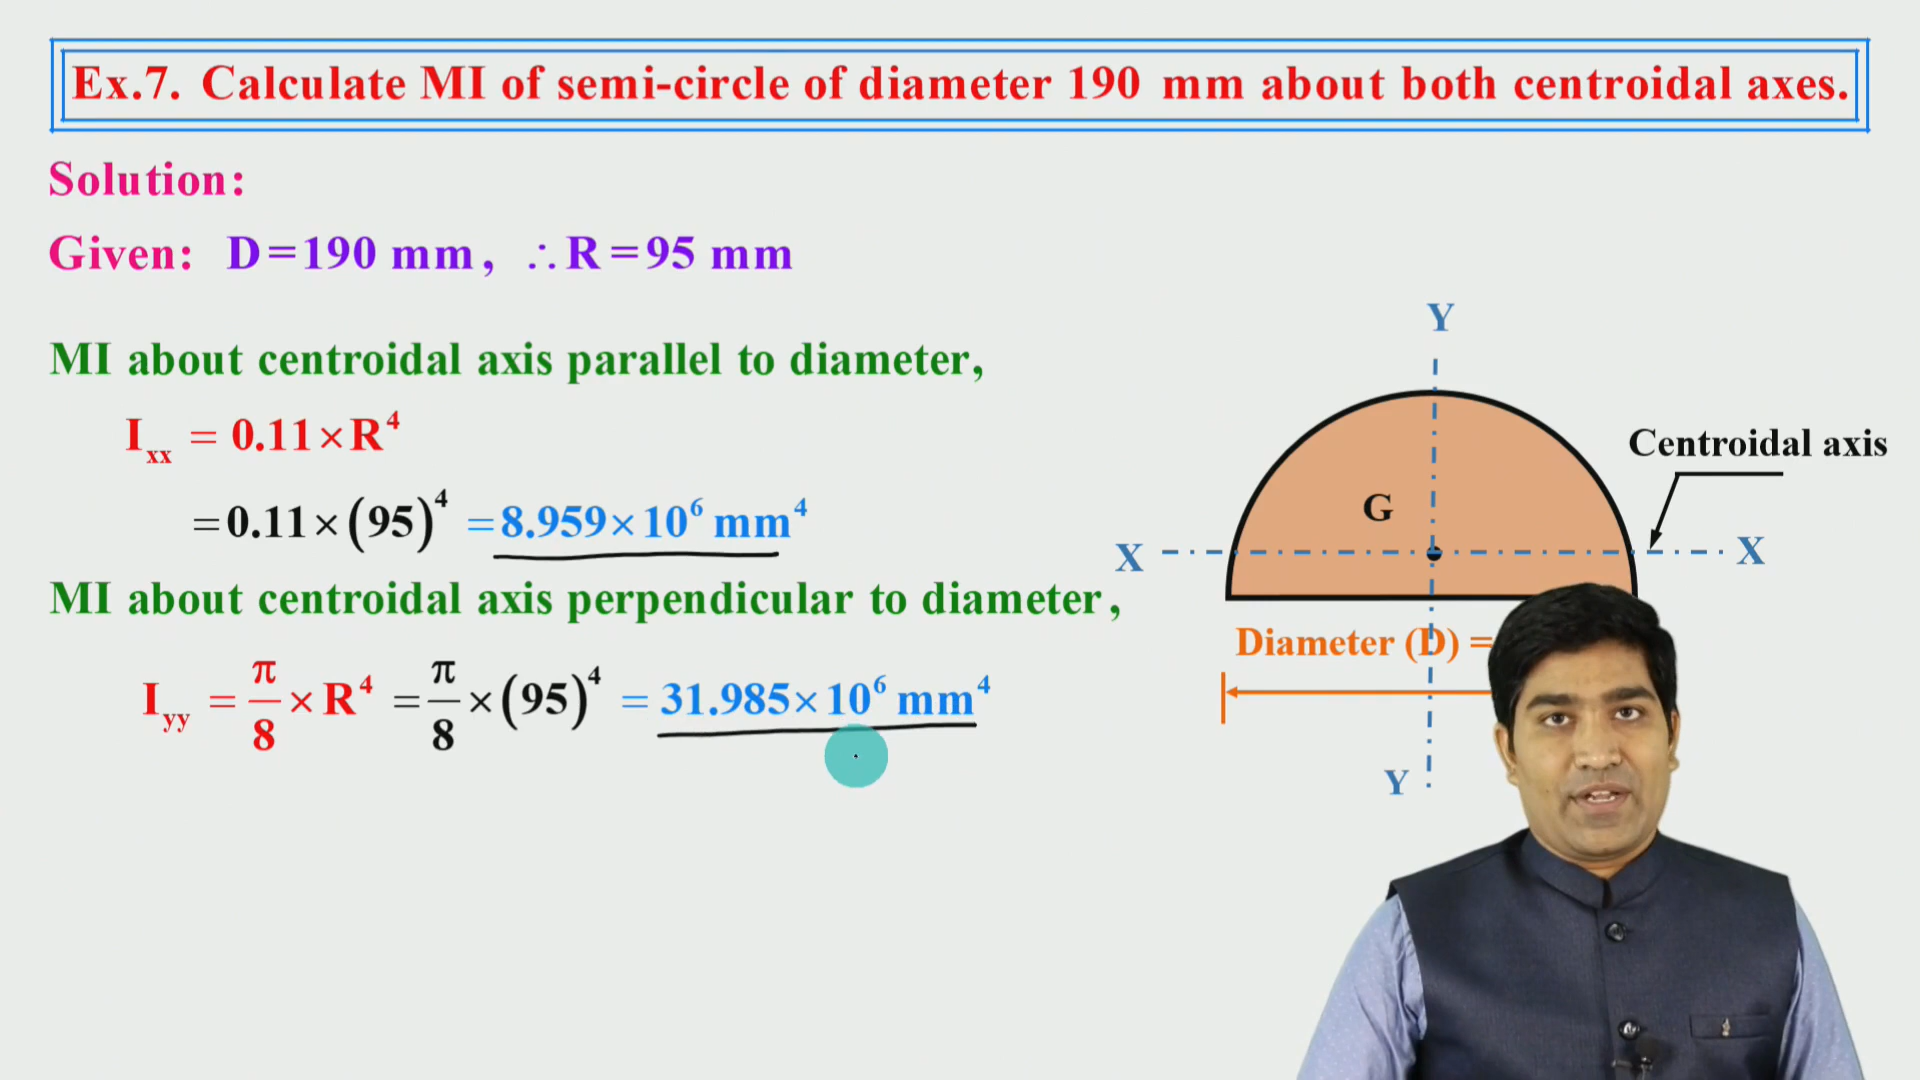 Ex.7. Calculate MI of semi-circle of diameter 190 mm about both centroidal axes.
Solution:
Given: D=190 mm, ∴R=95 mm
MI about centroidal axis parallel to diameter,
I_xx = 0.11×R⁴
=0.11×(95)⁴ =8.959×10⁶ mm⁴
MI about centroidal axis perpendicular to diameter,
I_yy = π/8 × R⁴ = π/8 ×(95)⁴ = 31.985×10⁶ mm⁴
Y
Centroidal axis
G
X X
Diameter (D) =
Y